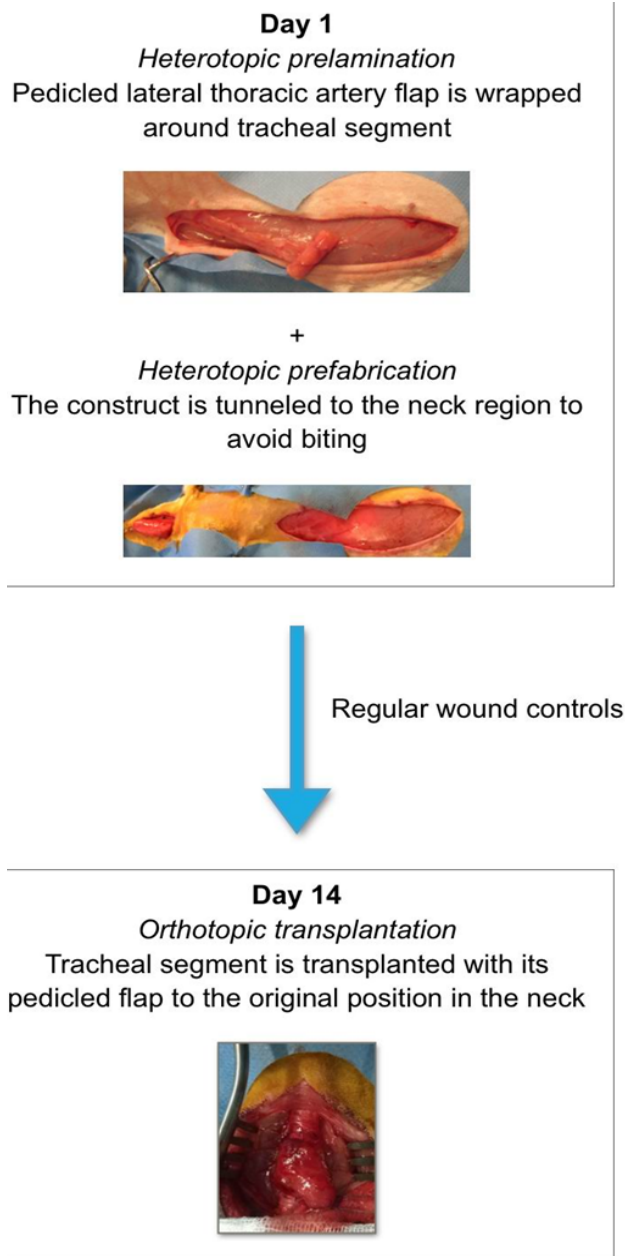 Day 1
Heterotopic prelamination
Pedicled lateral thoracic artery flap is wrapped
around tracheal segment
+
Heterotopic prefabrication
The construct is tunneled to the neck region to
avoid biting
Regular wound controls
Day 14
Orthotopic transplantation
Tracheal segment is transplanted with its
pedicled flap to the original position in the neck